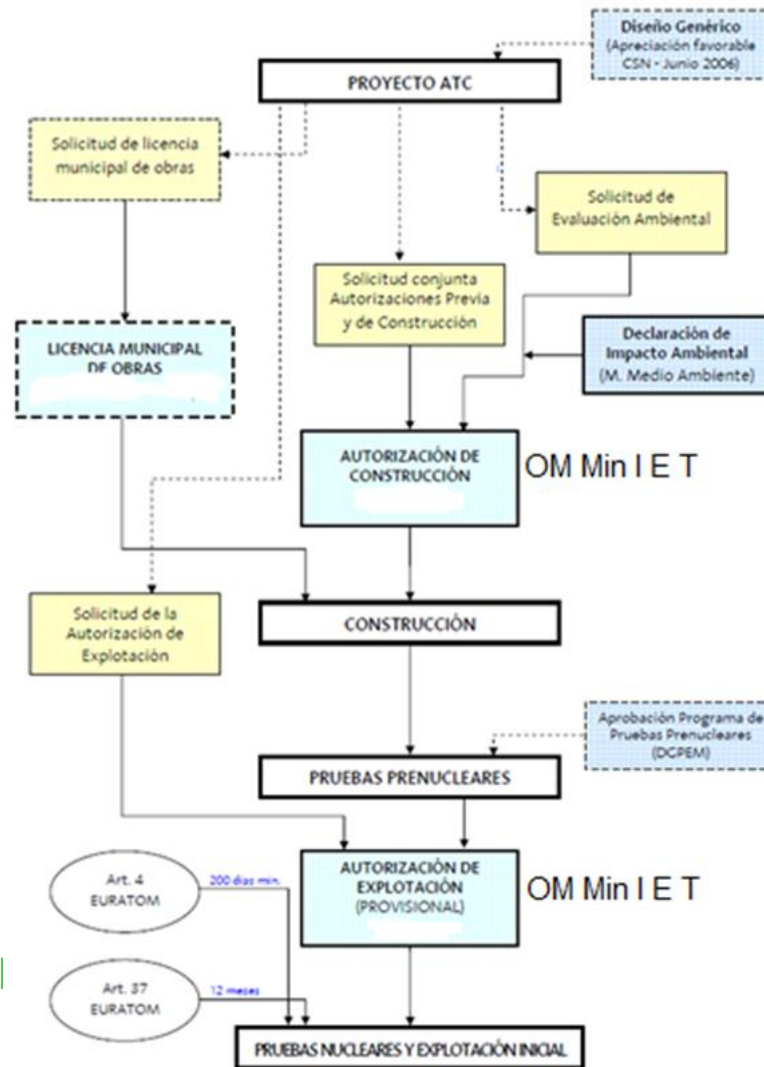 Diseño Genérico
(Apreciación favorable
CSN - Junio 2006)
PROYECTO ATC
Solicitud de licencia
municipal de obras
Solicitud de
Evaluación Ambiental
Solicitud conjunta
Autorizaciones Previa
y de Construcción
LICENCIA MUNICIPAL
DE OBRAS
Declaración de
Impacto Ambiental
(M. Medio Ambiente)
AUTORIZACIÓN DE
CONSTRUCCIÓN
OM Min I E T
Solicitud de la
Autorización de
Explotación
CONSTRUCCIÓN
Aprobación Programa de
Pruebas Prenucleares
(DGPEM)
PRUEBAS PRENUCLEARES
AUTORIZACIÓN DE
EXPLOTACIÓN
(PROVISIONAL)
OM Min I E T
Art. 4
EURATOM
200 días min.
Art. 37
EURATOM
12 meses
PRUEBAS NUCLEARES Y EXPLOTACIÓN INICIAL